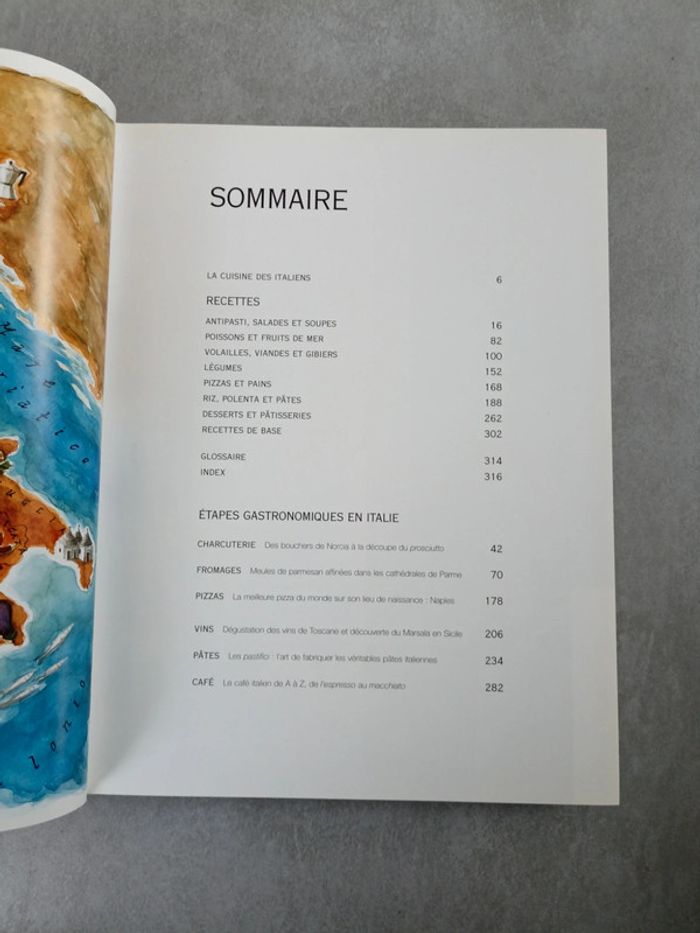 SOMMAIRE
LA CUISINE DES ITALIENS 6
RECETTES
ANTIPASTI, SALADES ET SOUPES 16
POISSONS ET FRUITS DE MER 82
VOLAILLES, VIANDES ET GIBIERS 100
LÉGUMES 152
PIZZAS ET PAINS 168
RIZ, POLENTA ET PÂTES 188
DESSERTS ET PÂTISSERIES 262
RECETTES DE BASE 302
GLOSSAIRE 314
INDEX 316
ÉTAPES GASTRONOMIQUES EN ITALIE
CHARCUTERIE Des bouchers de Norcia à la découpe du prosciutto 42
FROMAGES Meules de parmesan affinées dans les cathédrales de Parme 70
PIZZAS La meilleure pizza du monde sur son lieu de naissance : Naples 178
VINS Dégustation des vins de Toscane et découverte du Marsala en Sicile 206
PÂTES Les pastifici : l'art de fabriquer les véritables pâtes italiennes 234
CAFÉ Le café italien de A à Z, de l'espresso au macchiato 282